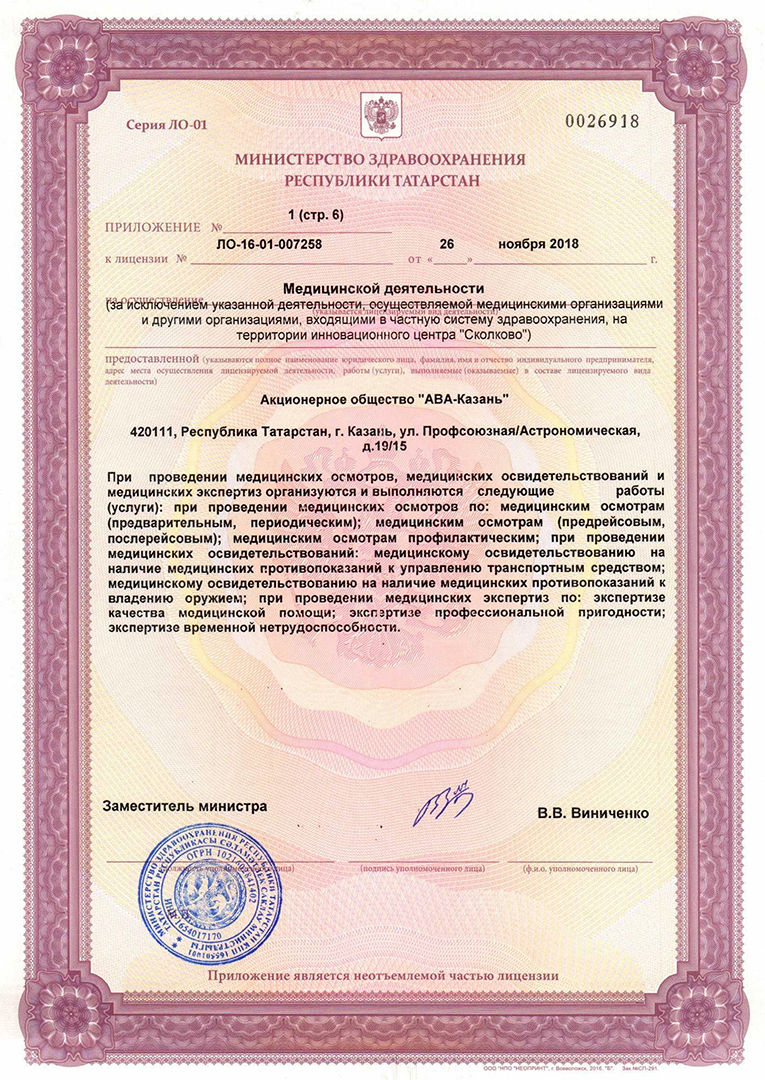 Серия ЛО-01
0026918
МИНИСТЕРСТВО ЗДРАВООХРАНЕНИЯ
РЕСПУБЛИКИ ТАТАРСТАН
1 (стр. 6)
ПРИЛОЖЕНИЕ №
ЛО-16-01-007258 26 ноября 2018
к лицензии № от « » г.
Медицинской деятельности
на осуществление
(за исключением указанной деятельности, осуществляемой медицинскими организациями
(указывается лицензируемый вид деятельности)
и другими организациями, входящими в частную систему здравоохранения, на
территории инновационного центра "Сколково")
предоставленной (указываются полное наименование юридического лица, фамилия, имя и отчество индивидуального предпринимателя,
адрес места осуществления лицензируемой деятельности, работы (услуги), выполняемые (оказываемые) в составе лицензируемого вида
деятельности)
Акционерное общество "АВА-Казань"
420111, Республика Татарстан, г. Казань, ул. Профсоюзная/Астрономическая,
д.19/15
При проведении медицинских осмотров, медицинских освидетельствований и
медицинских экспертиз организуются и выполняются следующие работы
(услуги): при проведении медицинских осмотров по: медицинским осмотрам
(предварительным, периодическим); медицинским осмотрам (предрейсовым,
послерейсовым); медицинским осмотрам профилактическим; при проведении
медицинских освидетельствований: медицинскому освидетельствованию на
наличие медицинских противопоказаний к управлению транспортным средством;
медицинскому освидетельствованию на наличие медицинских противопоказаний к
владению оружием; при проведении медицинских экспертиз по: экспертизе
качества медицинской помощи; экспертизе профессиональной пригодности;
экспертизе временной нетрудоспособности.
Заместитель министра
В.В. Виниченко
(должность уполномоченного лица) (подпись уполномоченного лица) (ф.и.о. уполномоченного лица)
МИНИСТЕРСТВО ЗДРАВООХРАНЕНИЯ РЕСПУБЛИКИ ТАТАРСТАН
ТАТАРСТАН РЕСПУБЛИКАСЫ СӘЛАМӘТЛЕК САКЛАУ МИНИСТРЛЫГЫ
ОГРН
ИНН 1654017170
КПП 165501001
Приложение является неотъемлемой частью лицензии
ООО "НПО "НЕОПРИНТ", г. Всеволожск, 2016, "Б". Зак.№СП-291.